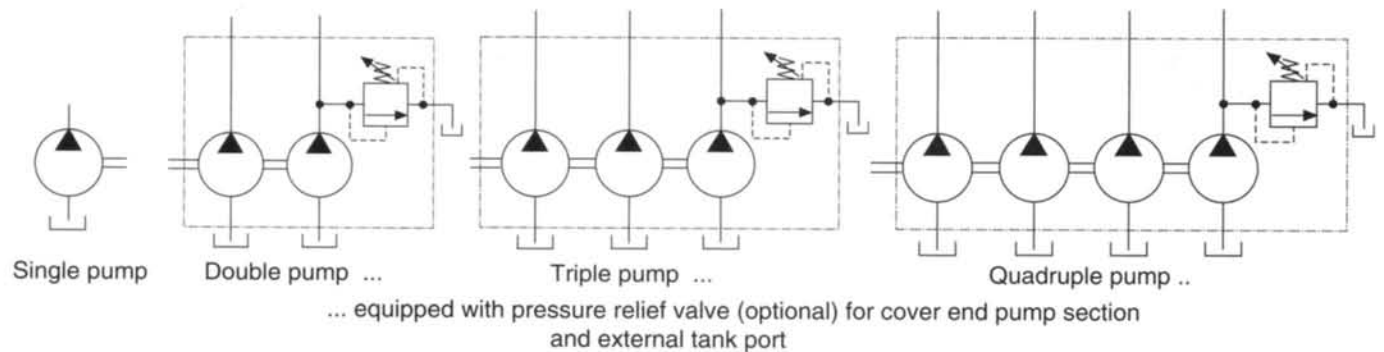 Single pump
Double pump ...
Triple pump ...
Quadruple pump ..
... equipped with pressure relief valve (optional) for cover end pump section
and external tank port